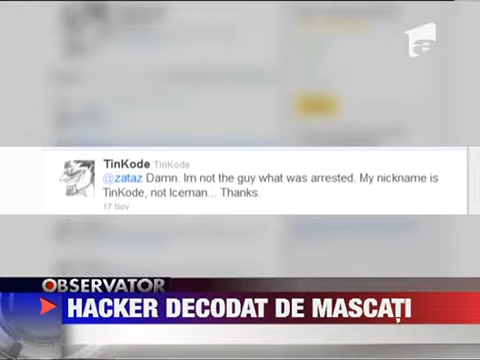 a
TinKode TinKode
@zataz Damn. Im not the guy what was arrested. My nickname is
TinKode, not Iceman... Thanks.
17 Nov
OBSERVATOR
HACKER DECODAT DE MASCAȚI